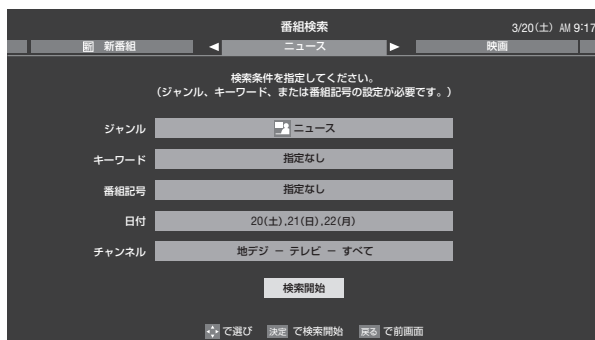 番組検索 3/20(土) AM 9:17
新 新番組 ◀ ニュース ▶ 映画
検索条件を指定してください。
(ジャンル、キーワード、または番組記号の設定が必要です。)
ジャンル ニュース
キーワード 指定なし
番組記号 指定なし
日付 20(土),21(日),22(月)
チャンネル 地デジ － テレビ － すべて
検索開始
で選び 決定 で検索開始 戻る で前画面